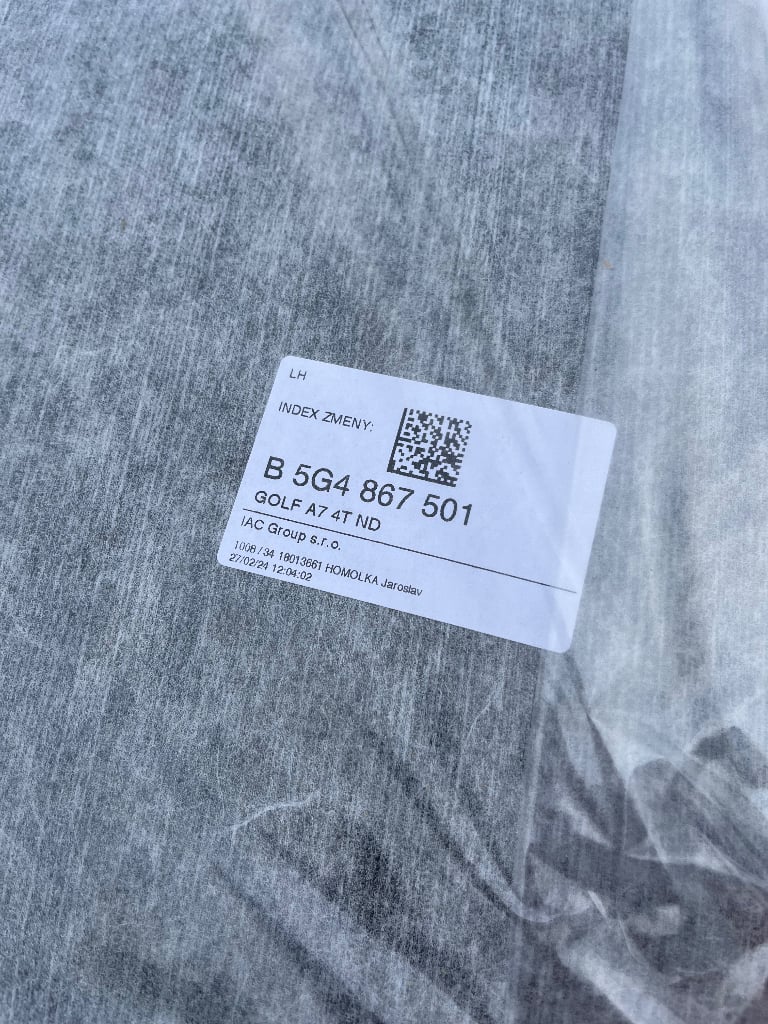 LH
INDEX ZMENY:
B 5G4 867 501
GOLF A7 4T ND
IAC Group s.r.o.
1006 / 34 18013661 HOMOLKA Jaroslav
27/02/24 12:04:02